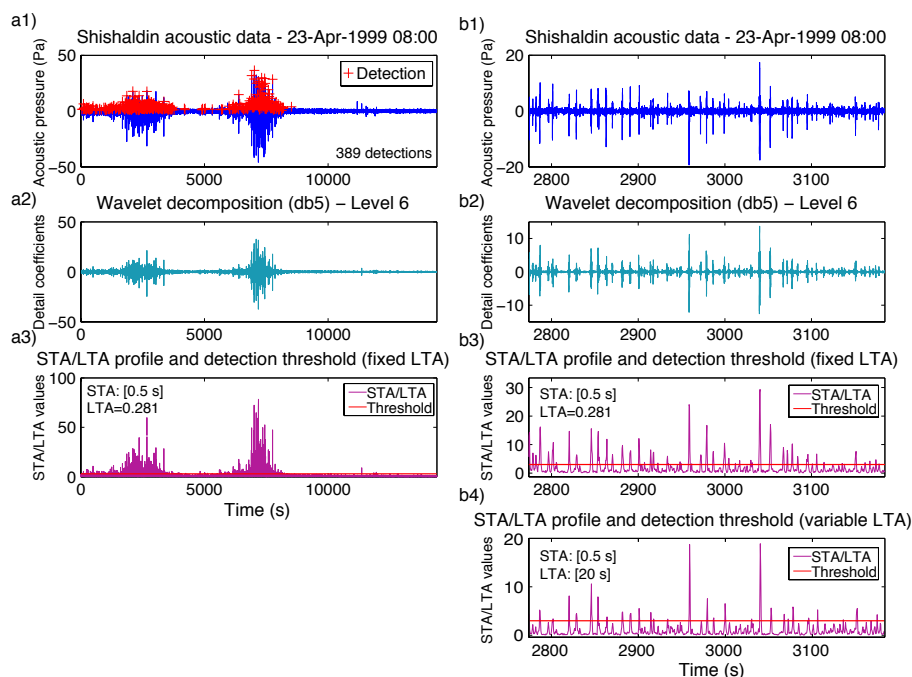 a1)
Shishaldin acoustic data - 23-Apr-1999 08:00
Acoustic pressure (Pa)
50
0
−50
Detection
389 detections
0 5000 10000
a2)
Wavelet decomposition (db5) – Level 6
Detail coefficients
50
0
−50
0 5000 10000
a3)
STA/LTA profile and detection threshold (fixed LTA)
STA/LTA values
100
50
0
STA: [0.5 s]
LTA=0.281
STA/LTA
Threshold
0 5000 10000
Time (s)
b1)
Shishaldin acoustic data - 23-Apr-1999 08:00
Acoustic pressure (Pa)
20
0
−20
2800 2900 3000 3100
b2)
Wavelet decomposition (db5) – Level 6
Detail coefficients
10
0
−10
2800 2900 3000 3100
b3)
STA/LTA profile and detection threshold (fixed LTA)
STA/LTA values
30
20
10
0
STA: [0.5 s]
LTA=0.281
STA/LTA
Threshold
2800 2900 3000 3100
b4)
STA/LTA profile and detection threshold (variable LTA)
STA/LTA values
20
10
0
STA: [0.5 s]
LTA: [20 s]
STA/LTA
Threshold
2800 2900 3000 3100
Time (s)